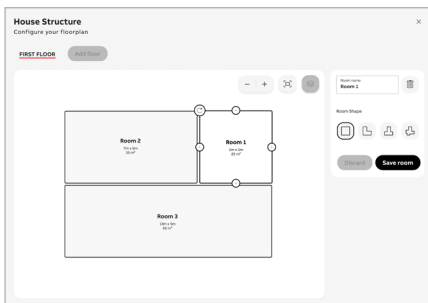 House Structure
Configure your floorplan
FIRST FLOOR
Add floor
Room name
Room 1
Room Shape
Discard
Save room
Room 2
Room 1
Room 3